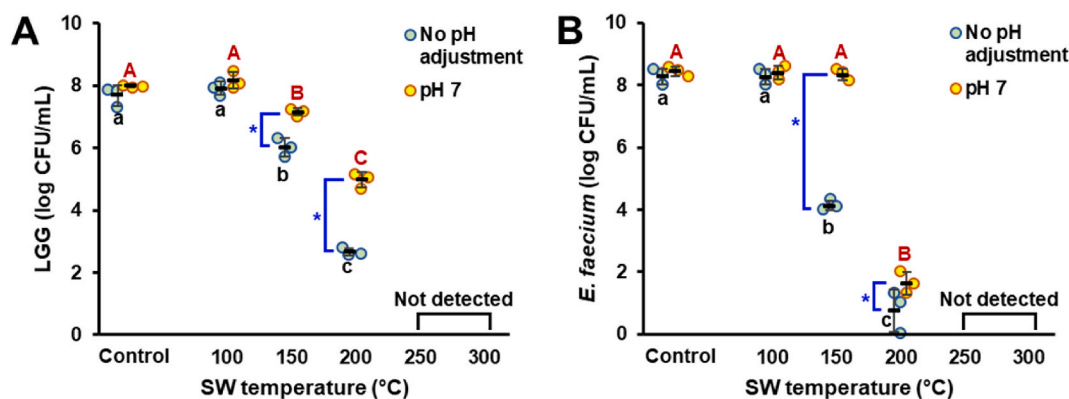 A
B
LGG (log CFU/mL)
10
8
6
4
2
0
No pH
adjustment
pH 7
A
a
A
a
B
*
b
C
*
c
Not detected
Control
100
150
200
250
300
SW temperature (°C)
E. faecium (log CFU/mL)
10
8
6
4
2
0
No pH
adjustment
pH 7
A
a
A
a
A
*
b
B
*
c
Not detected
Control
100
150
200
250
300
SW temperature (°C)